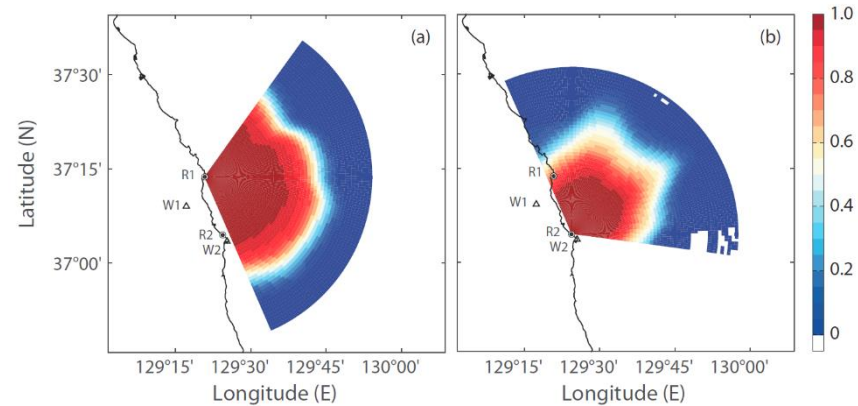 (a)
(b)
1.0
0.8
0.6
0.4
0.2
0
Latitude (N)
37°30'
37°15'
37°00'
R1
W1
R2
W2
R1
W1
R2
W2
129°15'
129°30'
129°45'
130°00'
129°15'
129°30'
129°45'
130°00'
Longitude (E)
Longitude (E)